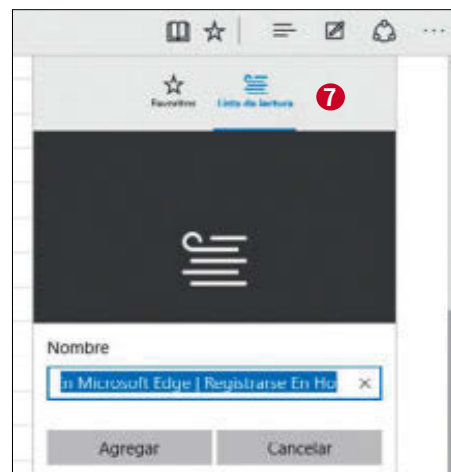 Favoritos Lista de lectura 7
Nombre
n Microsoft Edge | Registrarse En Ho
Agregar Cancelar